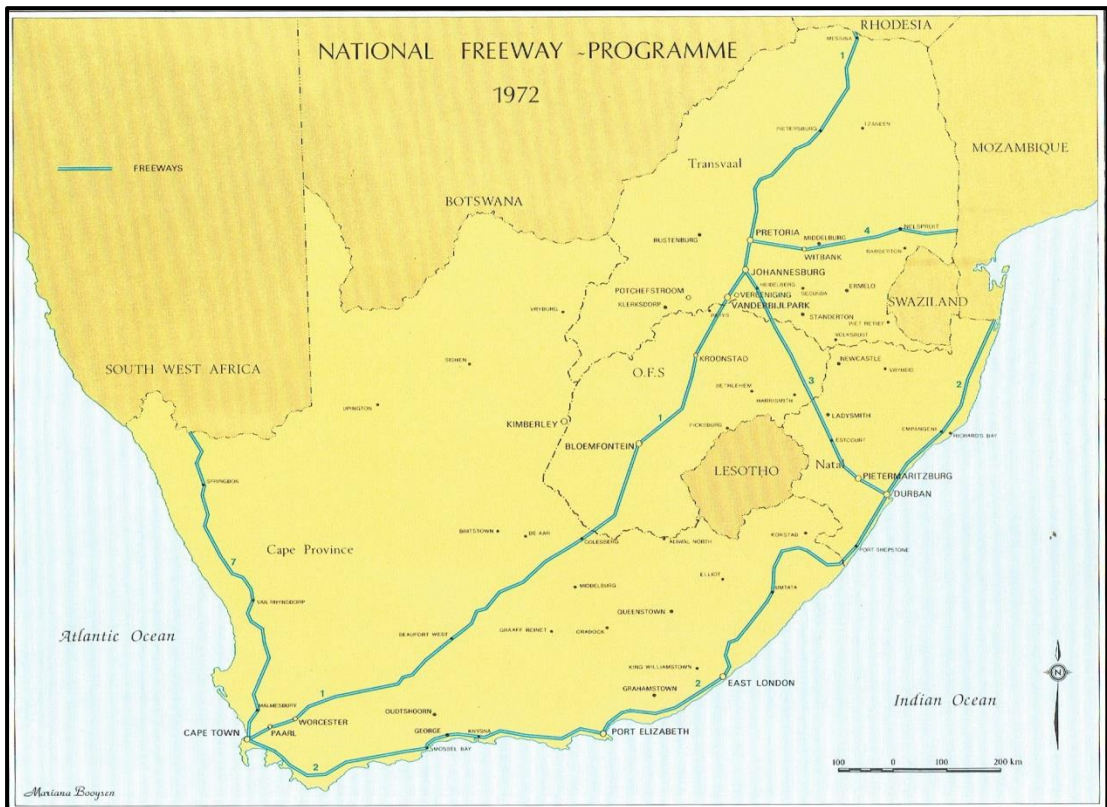 NATIONAL FREEWAY ~PROGRAMME
1972
FREEWAYS
RHODESIA
MESSINA
1
PIETERSBURG
TZANEEN
MOZAMBIQUE
Transvaal
BOTSWANA
RUSTENBURG
PRETORIA
MIDDELBURG
4
NELSPRUIT
WITBANK
BARBERTON
JOHANNESBURG
HEIDELBERG
SECUNDA
ERMELO
POTCHEFSTROOM
VEREENIGING
SWAZILAND
KLERKSDORP
VANDERBIJLPARK
PARYS
STANDERTON
PIET RETIEF
VRYBURG
VOLKSRUST
KROONSTAD
NEWCASTLE
VRYHEID
SISHEN
SOUTH WEST AFRICA
O.F.S
BETHLEHEM
HARRISMITH
3
2
UPINGTON
1
LADYSMITH
KIMBERLEY
FICKSBURG
EMPANGENI
RICHARD'S BAY
BLOEMFONTEIN
ESTCOURT
LESOTHO
Natal
PIETERMARITZBURG
SPRINGBOK
DURBAN
BRITSTOWN
DE AAR
COLESBERG
ALIWAL NORTH
KOKSTAD
PORT SHEPSTONE
Cape Province
7
MIDDELBURG
ELLIOT
UMTATA
VAN RHYNSDORP
QUEENSTOWN
Atlantic Ocean
BEAUFORT WEST
GRAAFF REINET
CRADOCK
KING WILLIAMSTOWN
N
1
2
EAST LONDON
GRAHAMSTOWN
Indian Ocean
MALMESBURY
WORCESTER
OUDTSHOORN
CAPE TOWN
PAARL
GEORGE
KNYSNA
PORT ELIZABETH
MOSSEL BAY
2
100 0 100 200 km
Mariana Booysen